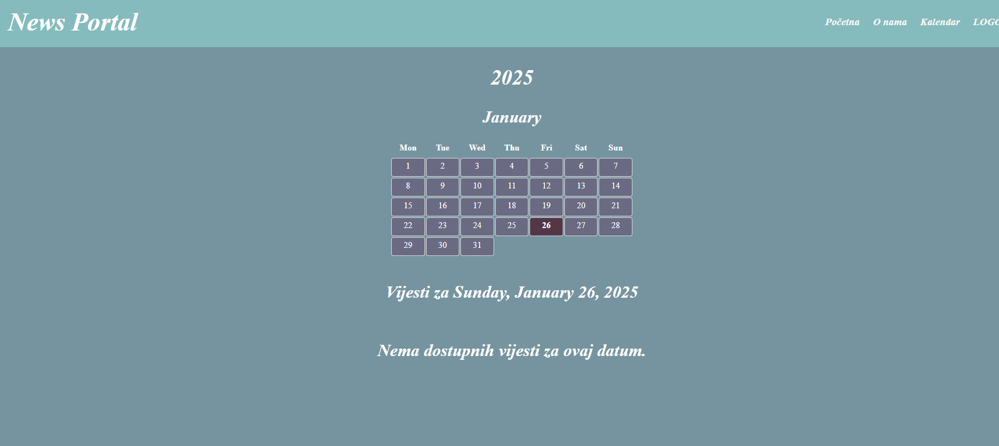 News Portal Početna O nama Kalendar LOGO
2025
January
Mon Tue Wed Thu Fri Sat Sun
1 2 3 4 5 6 7
8 9 10 11 12 13 14
15 16 17 18 19 20 21
22 23 24 25 26 27 28
29 30 31
Vijesti za Sunday, January 26, 2025
Nema dostupnih vijesti za ovaj datum.